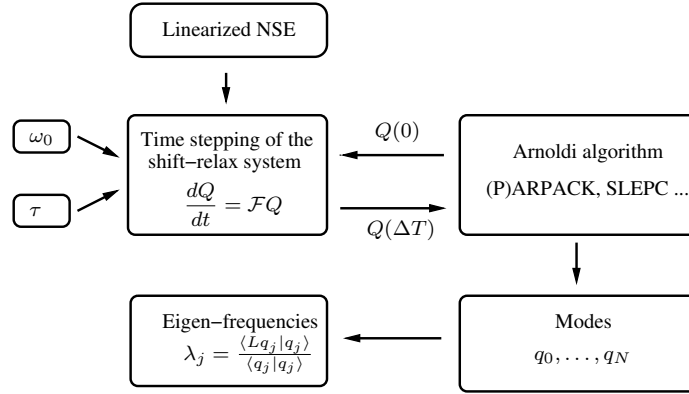 Linearized NSE
ω₀
τ
Time stepping of the
shift−relax system
dQ/dt = ℱQ
Q(0)
Q(ΔT)
Arnoldi algorithm
(P)ARPACK, SLEPC ...
Eigen−frequencies
λⱼ = ⟨Lqⱼ|qⱼ⟩/⟨qⱼ|qⱼ⟩
Modes
q₀, . . . , q_N